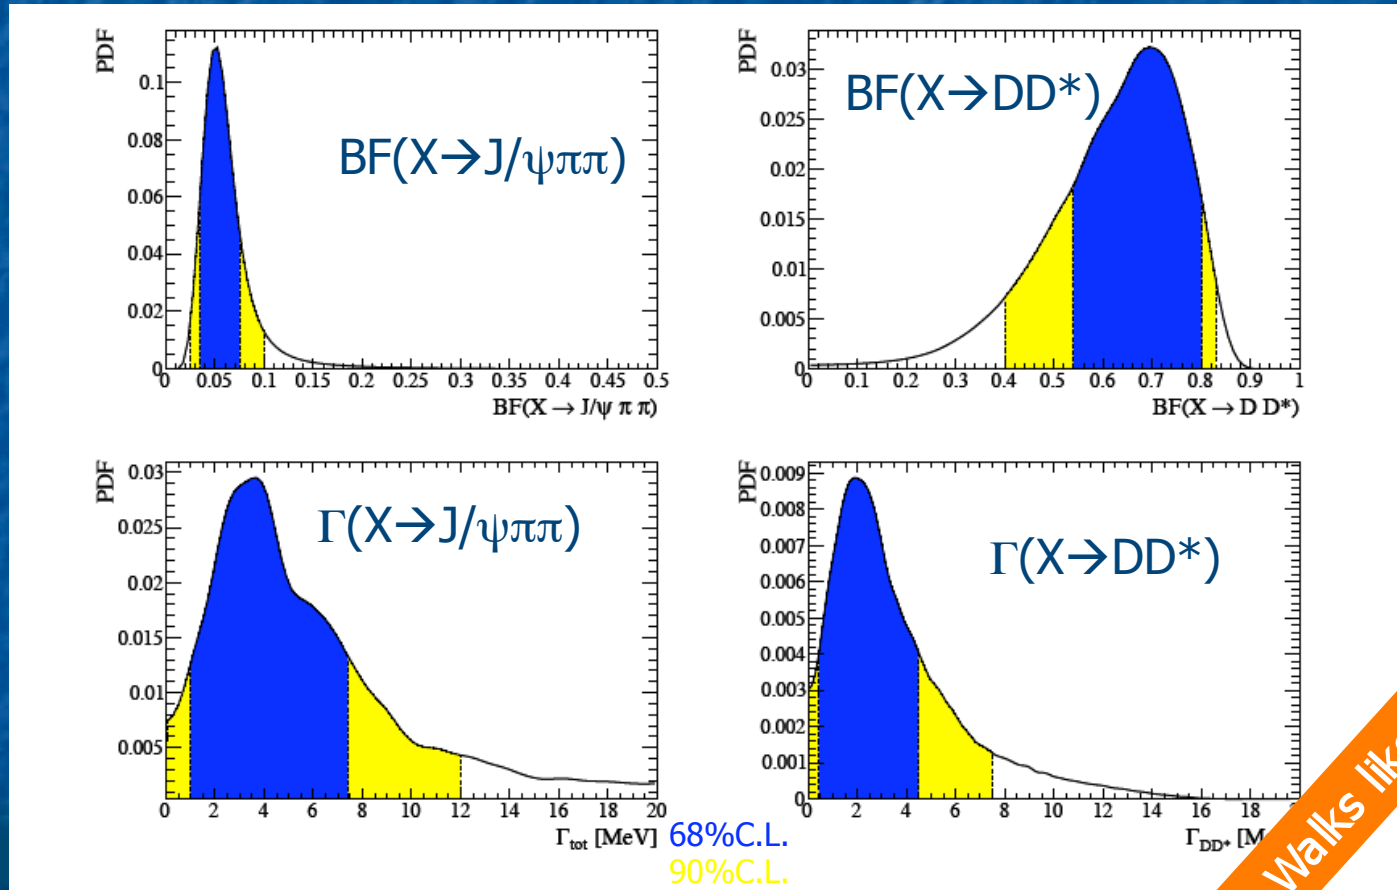 PDF
0.1
0.08
0.06
0.04
0.02
0
BF(X→J/ψππ)
0 0.05 0.1 0.15 0.2 0.25 0.3 0.35 0.4 0.45 0.5
BF(X → J/ψ π π)
PDF
0.03
0.025
0.02
0.015
0.01
0.005
0
BF(X→DD*)
0 0.1 0.2 0.3 0.4 0.5 0.6 0.7 0.8 0.9 1
BF(X → D D*)
PDF
0.03
0.025
0.02
0.015
0.01
0.005
Γ(X→J/ψππ)
0 2 4 6 8 10 12 14 16 18 20
Γtot [MeV]
PDF
0.009
0.008
0.007
0.006
0.005
0.004
0.003
0.002
0.001
0
Γ(X→DD*)
0 2 4 6 8 10 12 14 16 18
ΓDD* [M
68%C.L.
90%C.L.
Walks